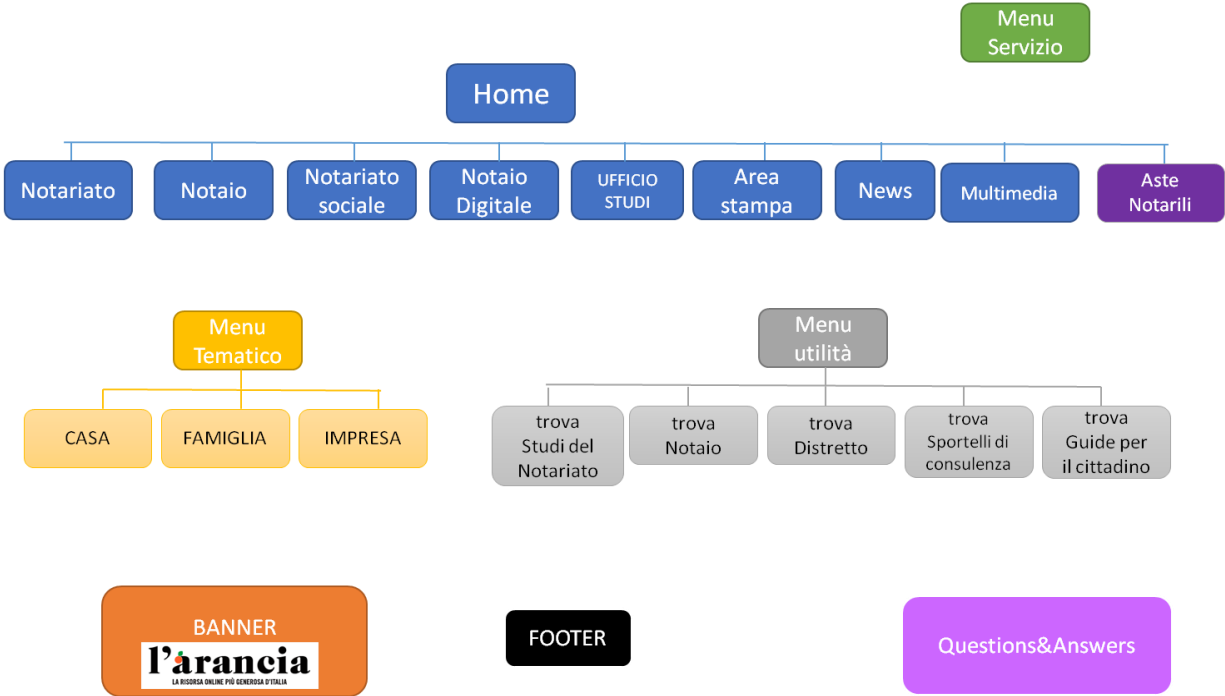 Menu
Servizio
Home
Notariato
Notaio
Notariato
sociale
Notaio
Digitale
UFFICIO
STUDI
Area
stampa
News
Multimedia
Aste
Notarili
Menu
Tematico
CASA
FAMIGLIA
IMPRESA
Menu
utilità
trova
Studi del
Notariato
trova
Notaio
trova
Distretto
trova
Sportelli di
consulenza
trova
Guide per
il cittadino
BANNER
l'arancia
LA RISORSA ONLINE PIÙ GENEROSA D'ITALIA
FOOTER
Questions&Answers